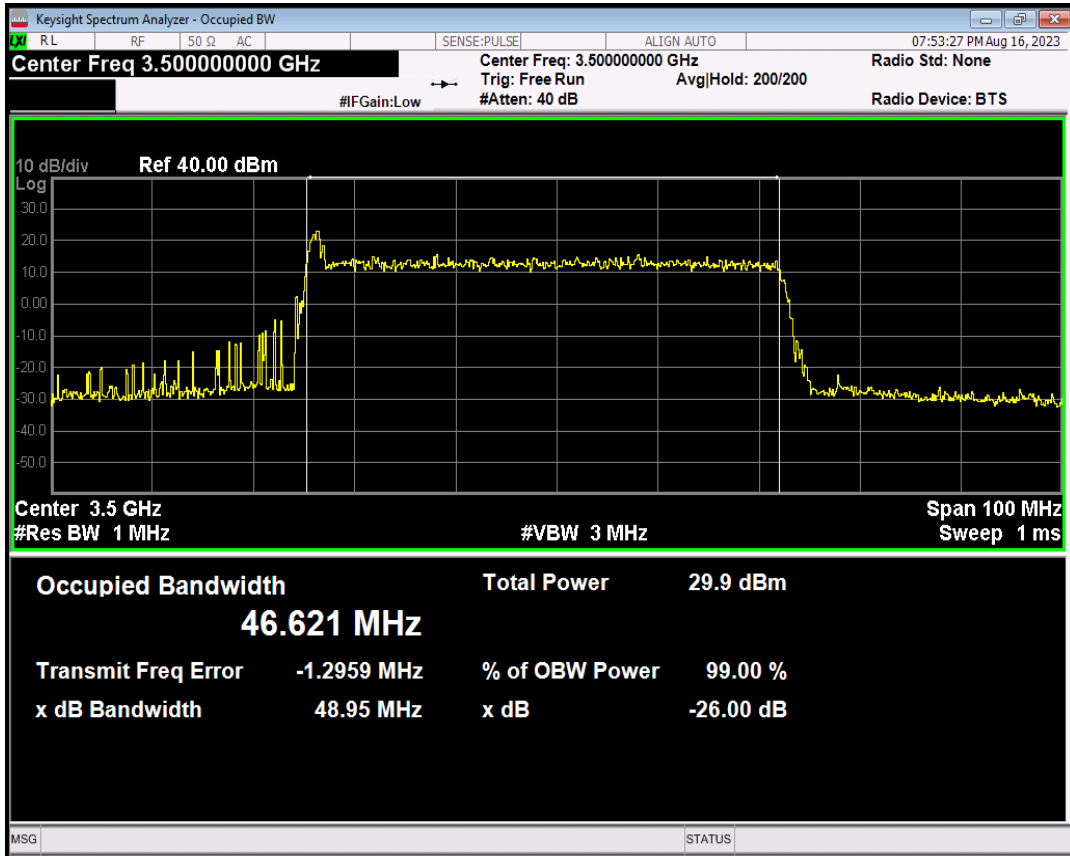 Keysight Spectrum Analyzer - Occupied BW
LXI RL RF 50 Ω AC SENSE:PULSE ALIGN AUTO 07:53:27 PM Aug 16, 2023
Center Freq 3.500000000 GHz Center Freq: 3.500000000 GHz Radio Std: None
Trig: Free Run Avg|Hold: 200/200
#IFGain:Low #Atten: 40 dB Radio Device: BTS
10 dB/div Ref 40.00 dBm
Log
30.0
20.0
10.0
0.00
-10.0
-20.0
-30.0
-40.0
-50.0
Center 3.5 GHz Span 100 MHz
#Res BW 1 MHz #VBW 3 MHz Sweep 1 ms
Occupied Bandwidth Total Power 29.9 dBm
46.621 MHz
Transmit Freq Error -1.2959 MHz % of OBW Power 99.00 %
x dB Bandwidth 48.95 MHz x dB -26.00 dB
MSG STATUS